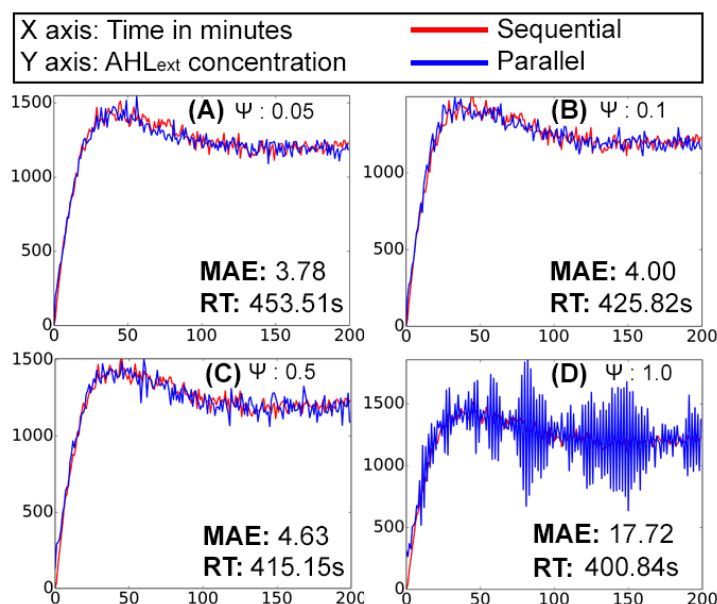 X axis: Time in minutes
Sequential
Y axis: AHLext concentration
Parallel
(A) Ψ : 0.05
1500
1000
500
0
MAE: 3.78
RT: 453.51s
0 50 100 150 200
(B) Ψ : 0.1
1000
500
0
MAE: 4.00
RT: 425.82s
0 50 100 150 200
(C) Ψ : 0.5
1500
1000
500
0
MAE: 4.63
RT: 415.15s
0 50 100 150 200
(D) Ψ : 1.0
1500
1000
500
0
MAE: 17.72
RT: 400.84s
0 50 100 150 200